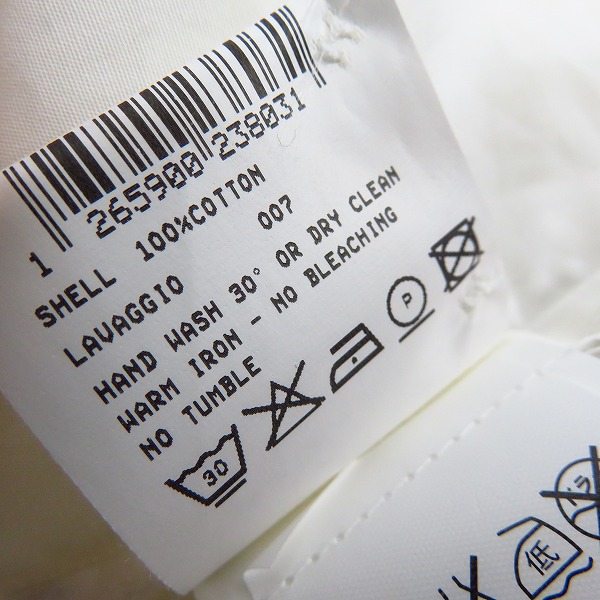 1 265900 238031
SHELL 100%COTTON
LAVAGGIO 007
HAND WASH 30° OR DRY CLEAN
WARM IRON - NO BLEACHING
NO TUMBLE
30
P
低